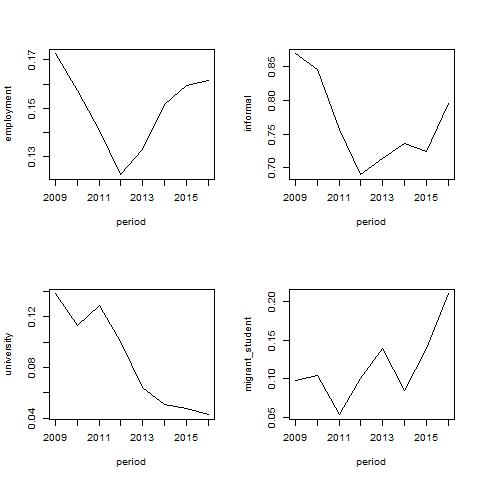 employment
0.17
0.15
0.13
2009 2011 2013 2015
period
informal
0.85
0.80
0.75
0.70
2009 2011 2013 2015
period
university
0.12
0.08
0.04
2009 2011 2013 2015
period
migrant_student
0.20
0.15
0.10
0.05
2009 2011 2013 2015
period